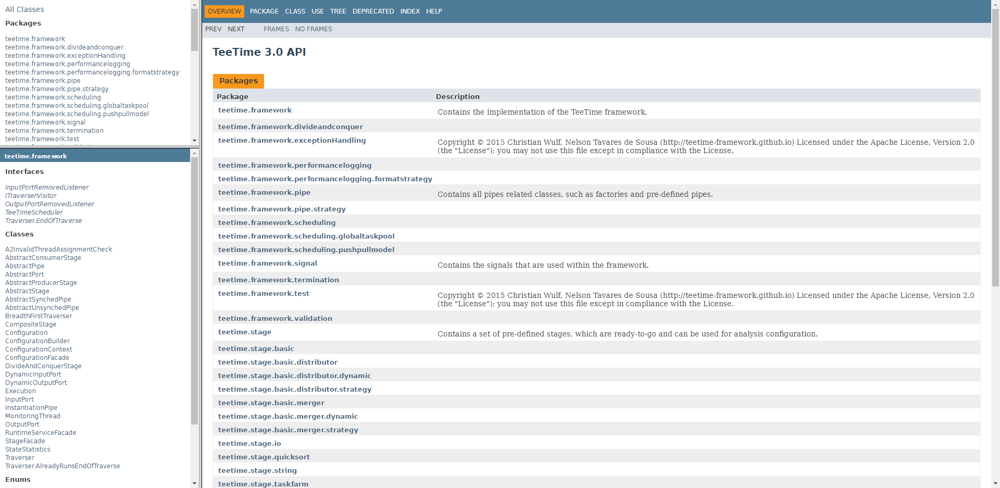 All Classes
Packages
teetime.framework
teetime.framework.divideandconquer
teetime.framework.exceptionHandling
teetime.framework.performancelogging
teetime.framework.performancelogging.formatstrategy
teetime.framework.pipe
teetime.framework.pipe.strategy
teetime.framework.scheduling
teetime.framework.scheduling.globaltaskpool
teetime.framework.scheduling.pushpullmodel
teetime.framework.signal
teetime.framework.termination
teetime.framework.test
teetime.framework
Interfaces
InputPortRemovedListener
ITraverserVisitor
OutputPortRemovedListener
TeeTimeScheduler
Traverser.EndOfTraverse
Classes
A2InvalidThreadAssignmentCheck
AbstractConsumerStage
AbstractPipe
AbstractPort
AbstractProducerStage
AbstractStage
AbstractSynchedPipe
AbstractUnsynchedPipe
BreadthFirstTraverser
CompositeStage
Configuration
ConfigurationBuilder
ConfigurationContext
ConfigurationFacade
DivideAndConquerStage
DynamicInputPort
DynamicOutputPort
Execution
InputPort
InstantiationPipe
MonitoringThread
OutputPort
RuntimeServiceFacade
StageFacade
StateStatistics
Traverser
Traverser.AlreadyRunsEndOfTraverse
Enums
OVERVIEW PACKAGE CLASS USE TREE DEPRECATED INDEX HELP
PREV NEXT FRAMES NO FRAMES
TeeTime 3.0 API
Packages
Package Description
teetime.framework Contains the implementation of the TeeTime framework.
teetime.framework.divideandconquer
teetime.framework.exceptionHandling Copyright © 2015 Christian Wulf, Nelson Tavares de Sousa (http://teetime-framework.github.io) Licensed under the Apache License, Version 2.0
(the "License"); you may not use this file except in compliance with the License.
teetime.framework.performancelogging
teetime.framework.performancelogging.formatstrategy
teetime.framework.pipe Contains all pipes related classes, such as factories and pre-defined pipes.
teetime.framework.pipe.strategy
teetime.framework.scheduling
teetime.framework.scheduling.globaltaskpool
teetime.framework.scheduling.pushpullmodel
teetime.framework.signal Contains the signals that are used within the framework.
teetime.framework.termination
teetime.framework.test Copyright © 2015 Christian Wulf, Nelson Tavares de Sousa (http://teetime-framework.github.io) Licensed under the Apache License, Version 2.0
(the "License"); you may not use this file except in compliance with the License.
teetime.framework.validation
teetime.stage Contains a set of pre-defined stages, which are ready-to-go and can be used for analysis configuration.
teetime.stage.basic
teetime.stage.basic.distributor
teetime.stage.basic.distributor.dynamic
teetime.stage.basic.distributor.strategy
teetime.stage.basic.merger
teetime.stage.basic.merger.dynamic
teetime.stage.basic.merger.strategy
teetime.stage.io
teetime.stage.quicksort
teetime.stage.string
teetime.stage.taskfarm